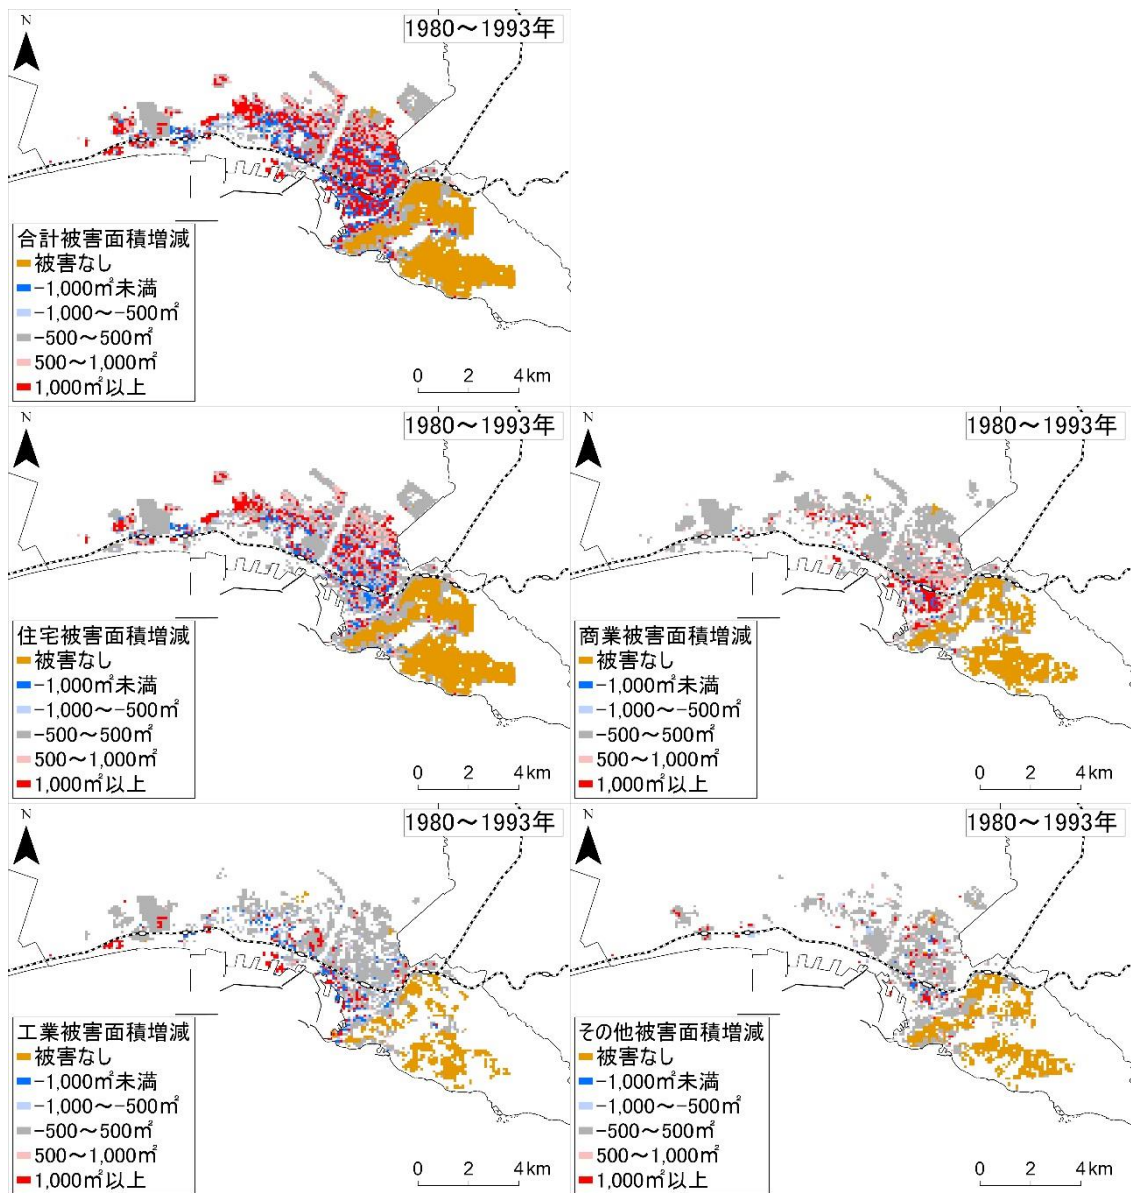 N
1980～1993年
合計被害面積増減
被害なし
-1,000㎡未満
-1,000～-500㎡
-500～500㎡
500～1,000㎡
1,000㎡以上
0 2 4km
N
1980～1993年
住宅被害面積増減
被害なし
-1,000㎡未満
-1,000～-500㎡
-500～500㎡
500～1,000㎡
1,000㎡以上
0 2 4km
N
1980～1993年
商業被害面積増減
被害なし
-1,000㎡未満
-1,000～-500㎡
-500～500㎡
500～1,000㎡
1,000㎡以上
0 2 4km
N
1980～1993年
工業被害面積増減
被害なし
-1,000㎡未満
-1,000～-500㎡
-500～500㎡
500～1,000㎡
1,000㎡以上
0 2 4km
N
1980～1993年
その他被害面積増減
被害なし
-1,000㎡未満
-1,000～-500㎡
-500～500㎡
500～1,000㎡
1,000㎡以上
0 2 4km